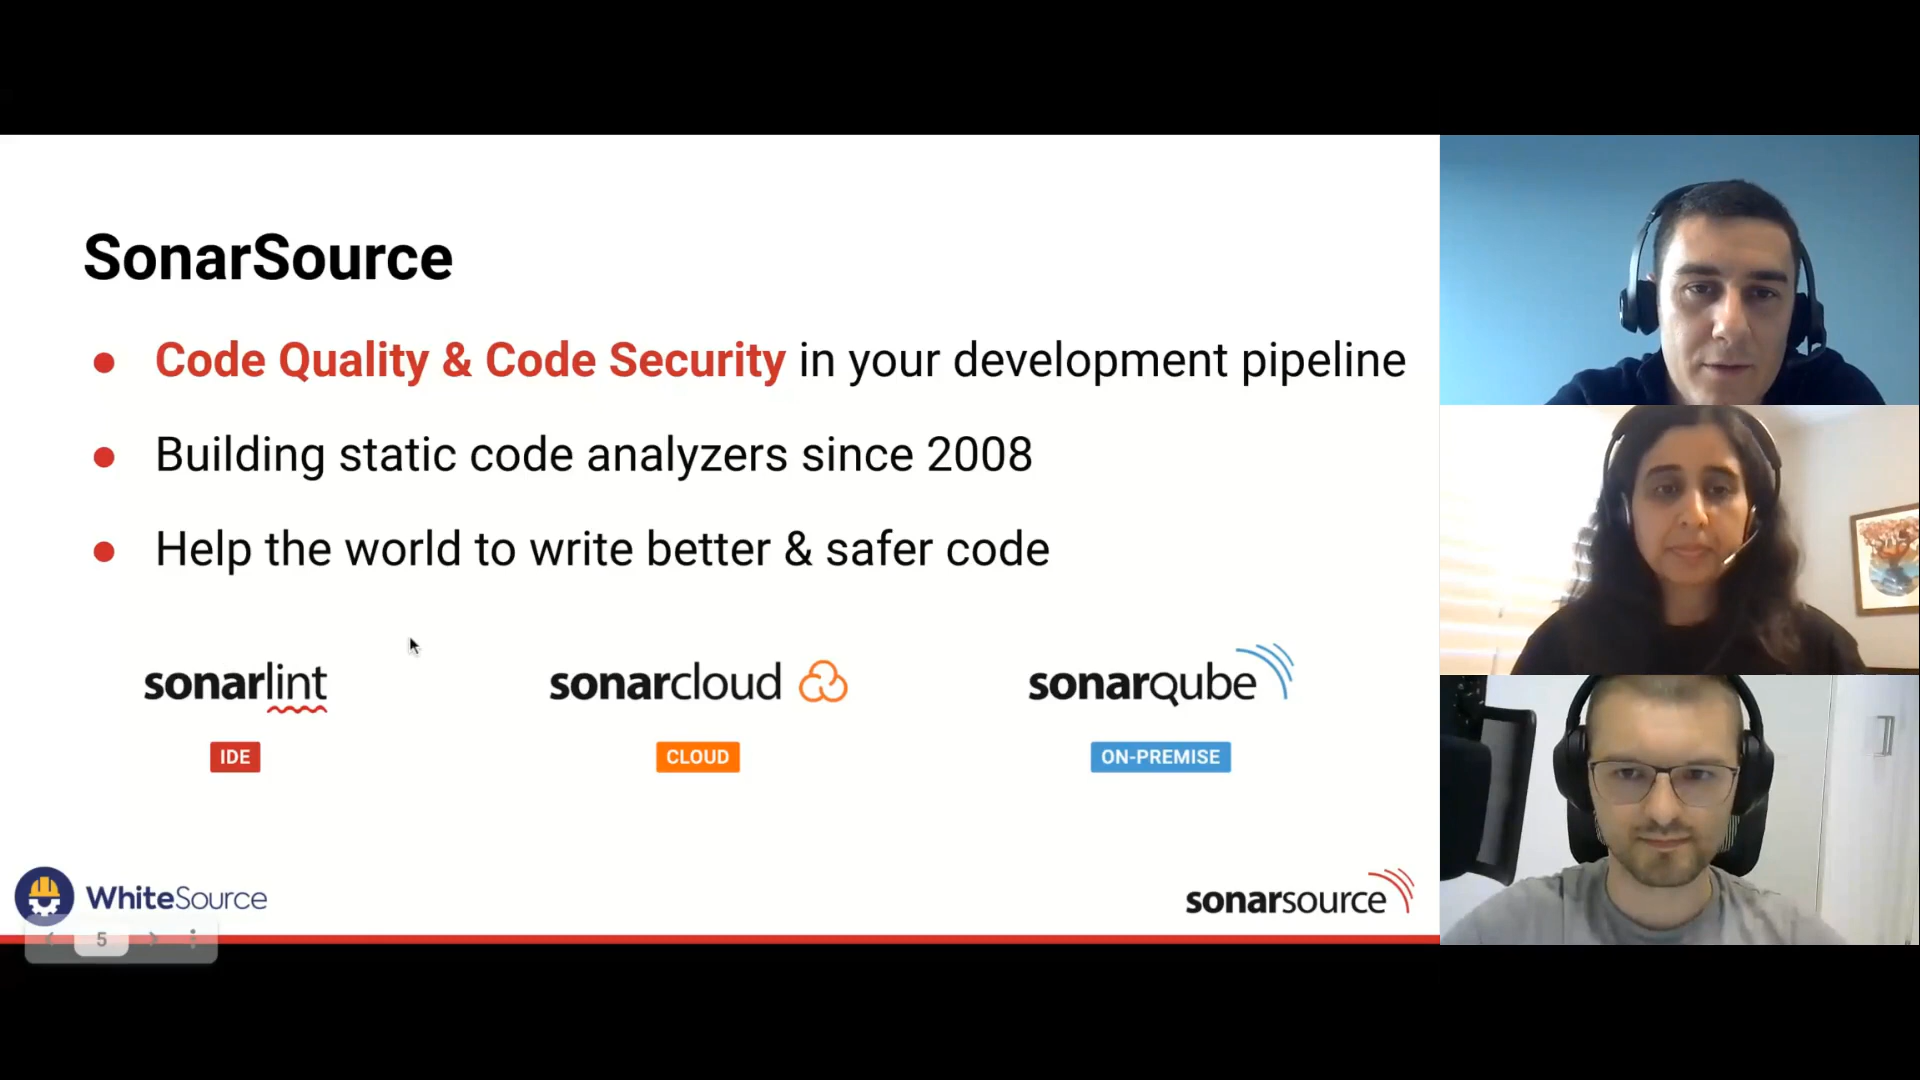 SonarSource
● Code Quality & Code Security in your development pipeline
● Building static code analyzers since 2008
● Help the world to write better & safer code
sonarlint
sonarcloud
sonarqube
IDE
CLOUD
ON-PREMISE
WhiteSource
sonarsource
5